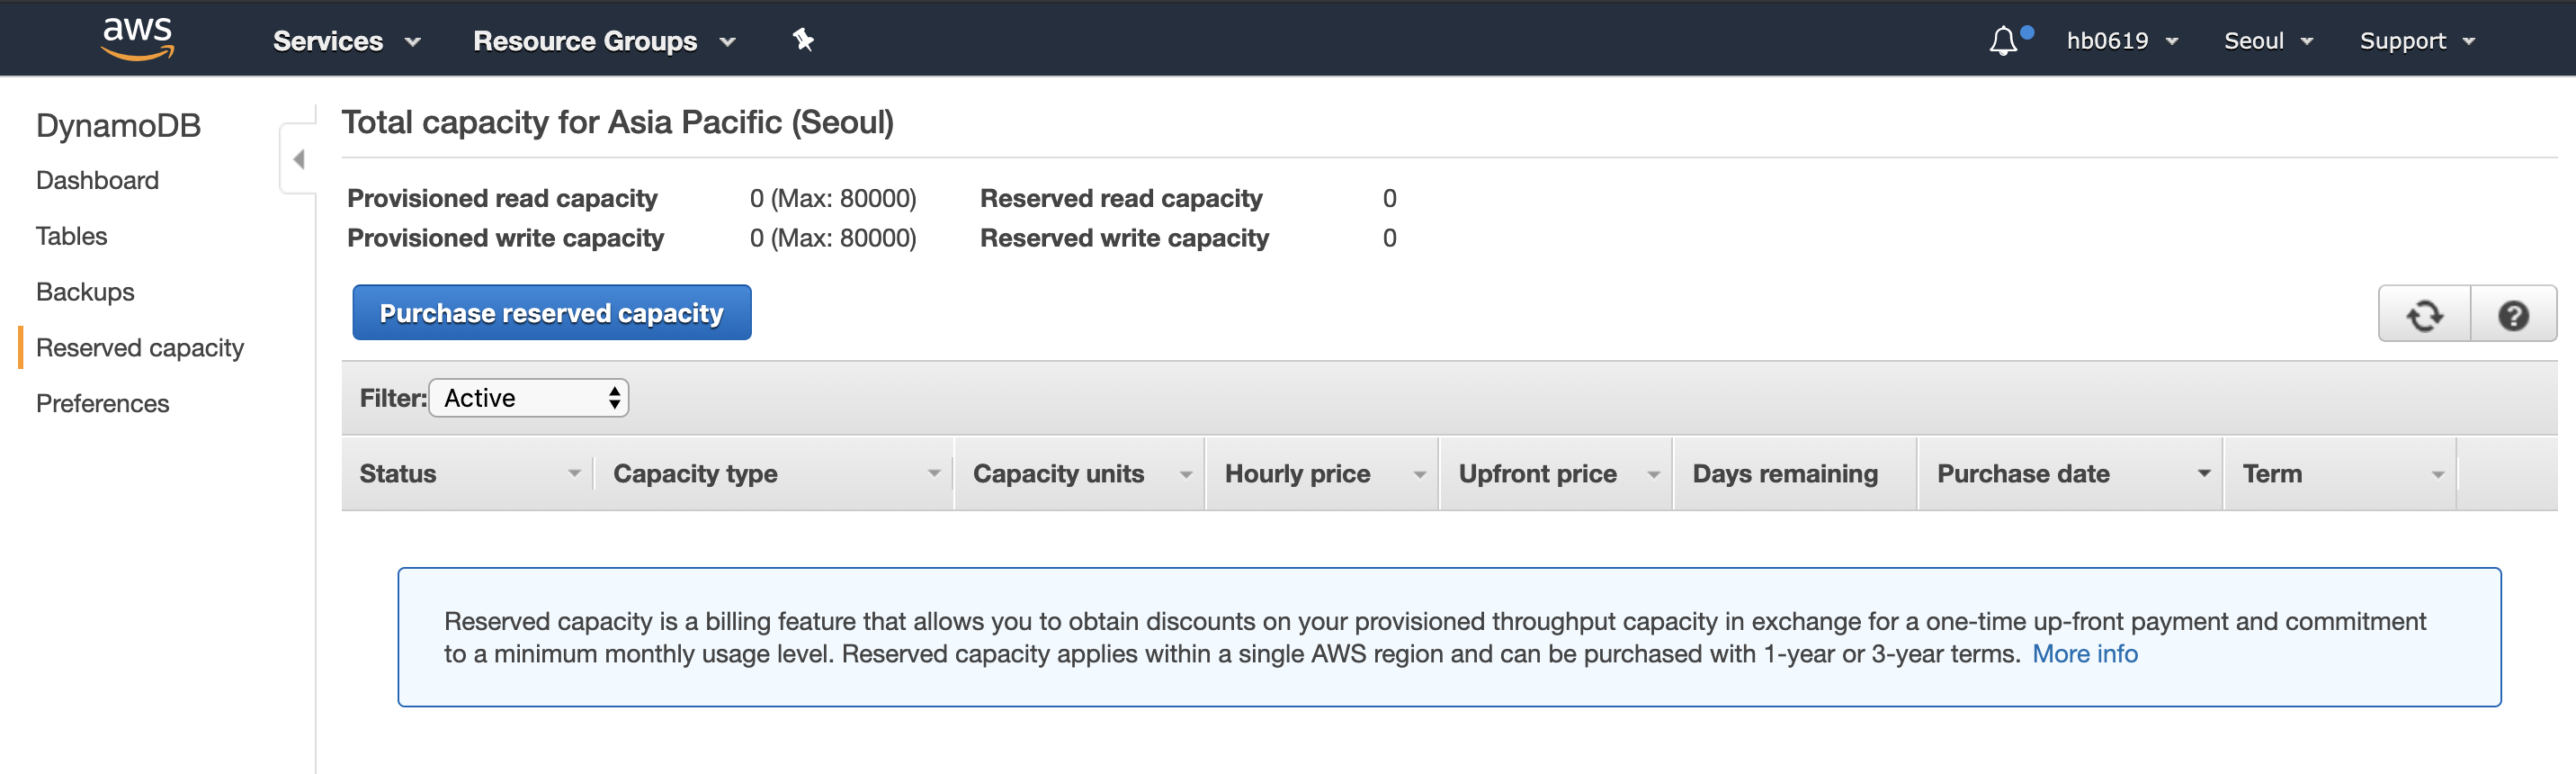 aws Services Resource Groups hb0619 Seoul Support
DynamoDB
Dashboard
Tables
Backups
Reserved capacity
Preferences
Total capacity for Asia Pacific (Seoul)
Provisioned read capacity 0 (Max: 80000) Reserved read capacity 0
Provisioned write capacity 0 (Max: 80000) Reserved write capacity 0
Purchase reserved capacity
Filter: Active
Status Capacity type Capacity units Hourly price Upfront price Days remaining Purchase date Term
Reserved capacity is a billing feature that allows you to obtain discounts on your provisioned throughput capacity in exchange for a one-time up-front payment and commitment
to a minimum monthly usage level. Reserved capacity applies within a single AWS region and can be purchased with 1-year or 3-year terms. More info